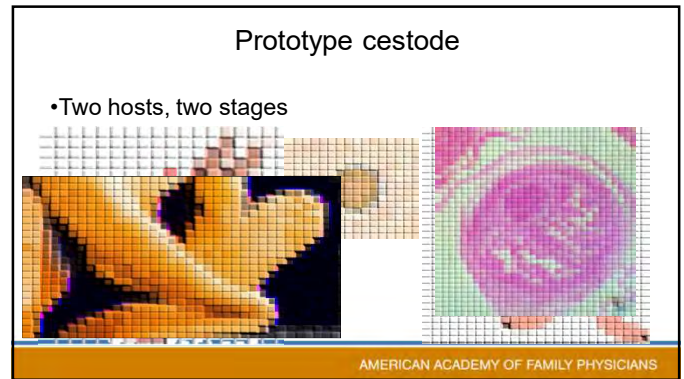 Prototype cestode
•Two hosts, two stages
AMERICAN ACADEMY OF FAMILY PHYSICIANS